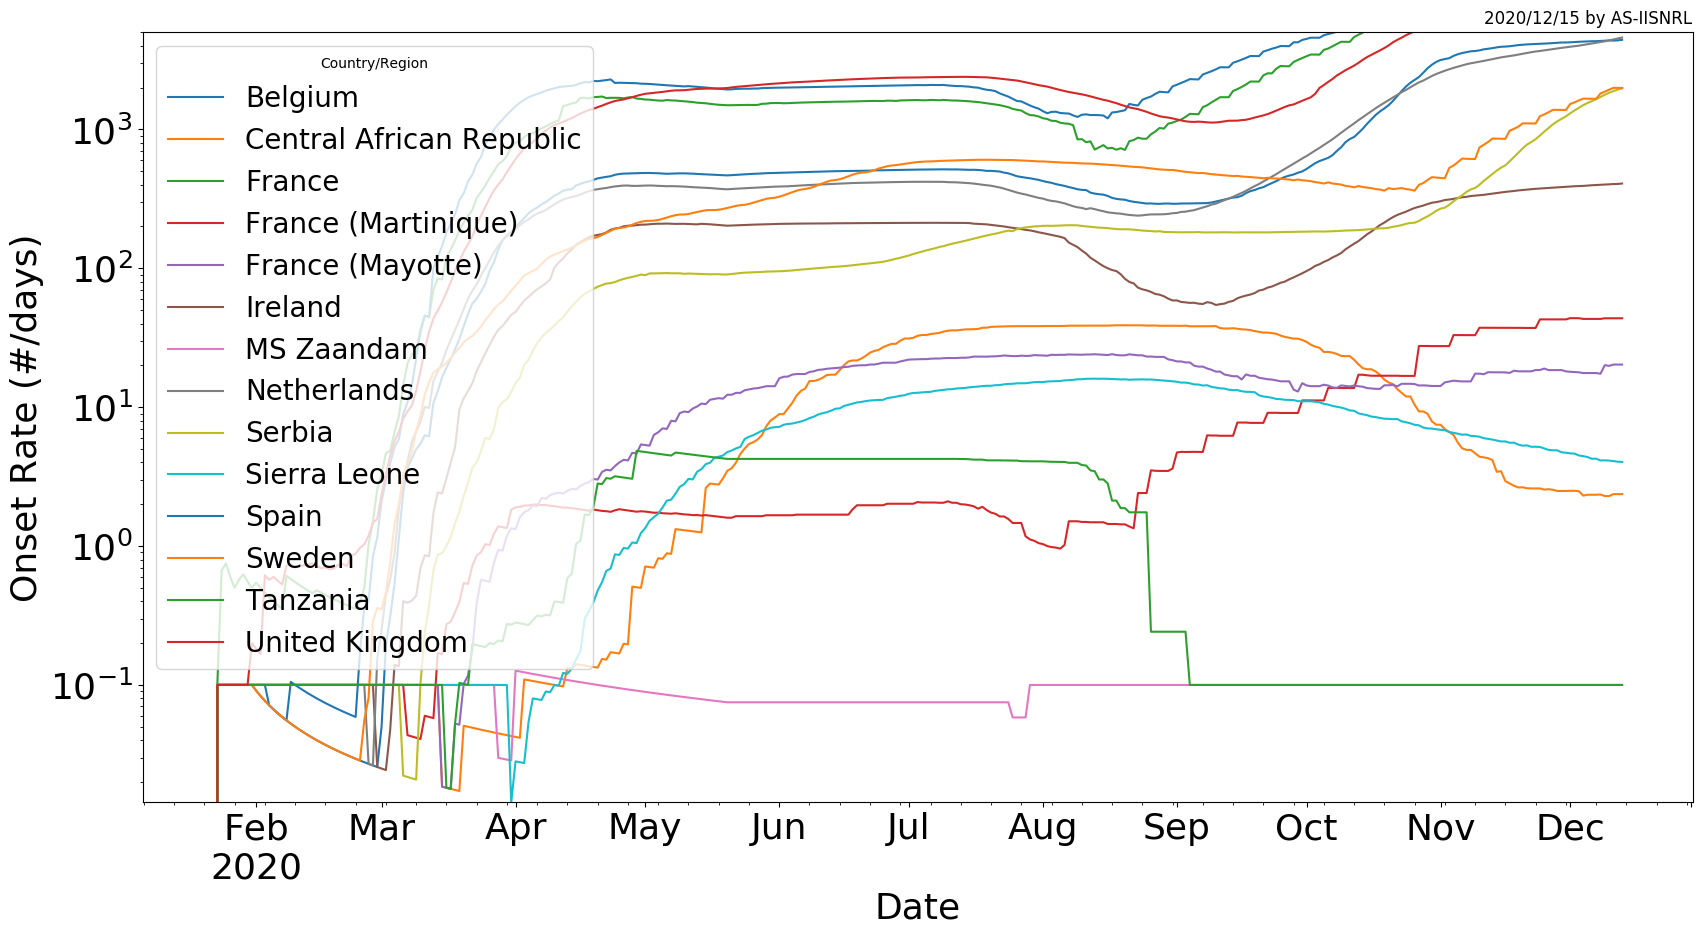 2020/12/15 by AS-IISNRL
Country/Region
Belgium
Central African Republic
France
France (Martinique)
France (Mayotte)
Ireland
MS Zaandam
Netherlands
Serbia
Sierra Leone
Spain
Sweden
Tanzania
United Kingdom
Onset Rate (#/days)
10³
10²
10¹
10⁰
10⁻¹
Feb Mar Apr May Jun Jul Aug Sep Oct Nov Dec
2020
Date